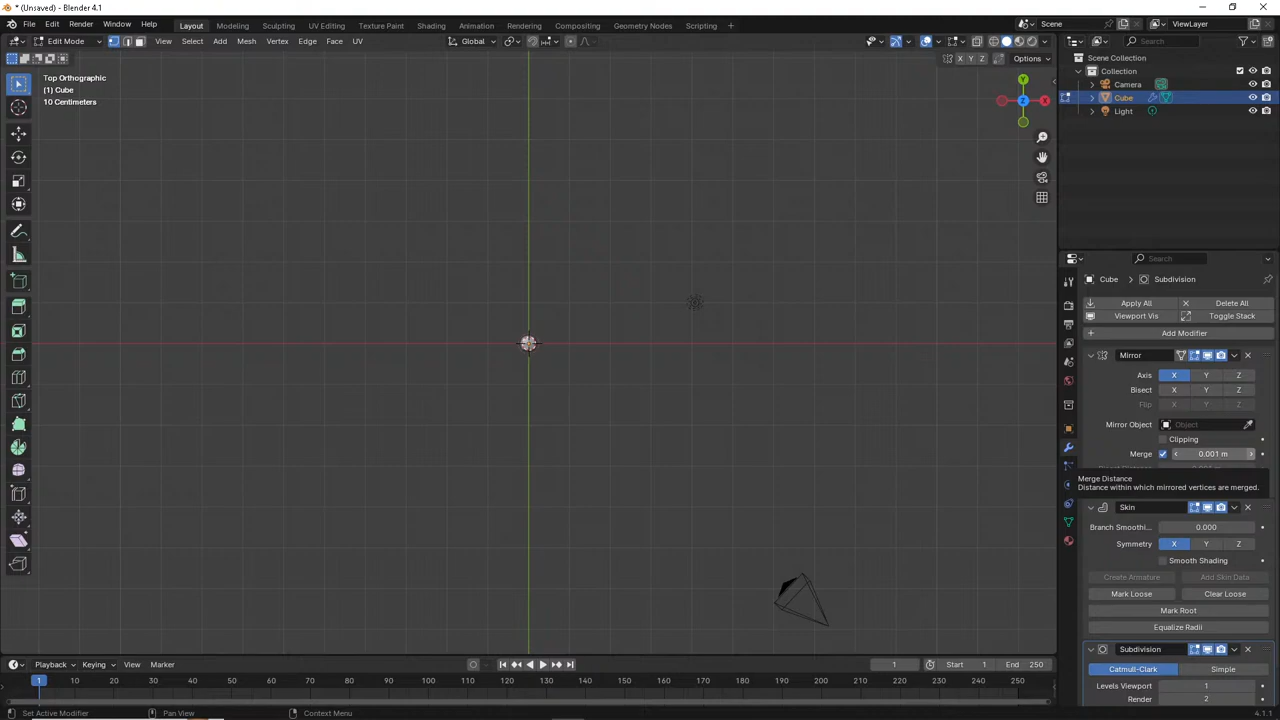 * (Unsaved) - Blender 4.1
File Edit Render Window Help
Layout Modeling Sculpting UV Editing Texture Paint Shading Animation Rendering Compositing Geometry Nodes Scripting +
Scene
ViewLayer
Edit Mode
View Select Add Mesh Vertex Edge Face UV
Global
Search
X Y Z
Options
Top Orthographic
(1) Cube
10 Centimeters
Y
Z
X
Scene Collection
Collection
Camera
Cube
Light
Search
Cube > Subdivision
Apply All
Delete All
Viewport Vis
Toggle Stack
Add Modifier
Mirror
Axis X Y Z
Bisect X Y Z
Flip X Y Z
Mirror Object Object
Clipping
Merge 0.001 m
Merge Distance
Distance within which mirrored vertices are merged.
Skin
Branch Smoothi... 0.000
Symmetry X Y Z
Smooth Shading
Create Armature Add Skin Data
Mark Loose Clear Loose
Mark Root
Equalize Radii
Subdivision
Catmull-Clark Simple
Levels Viewport 1
Render 2
Playback Keying View Marker
1
Start 1
End 250
1 10 20 30 40 50 60 70 80 90 100 110 120 130 140 150 160 170 180 190 200 210 220 230 240 250
Set Active Modifier
Pan View
Context Menu
4.1.1